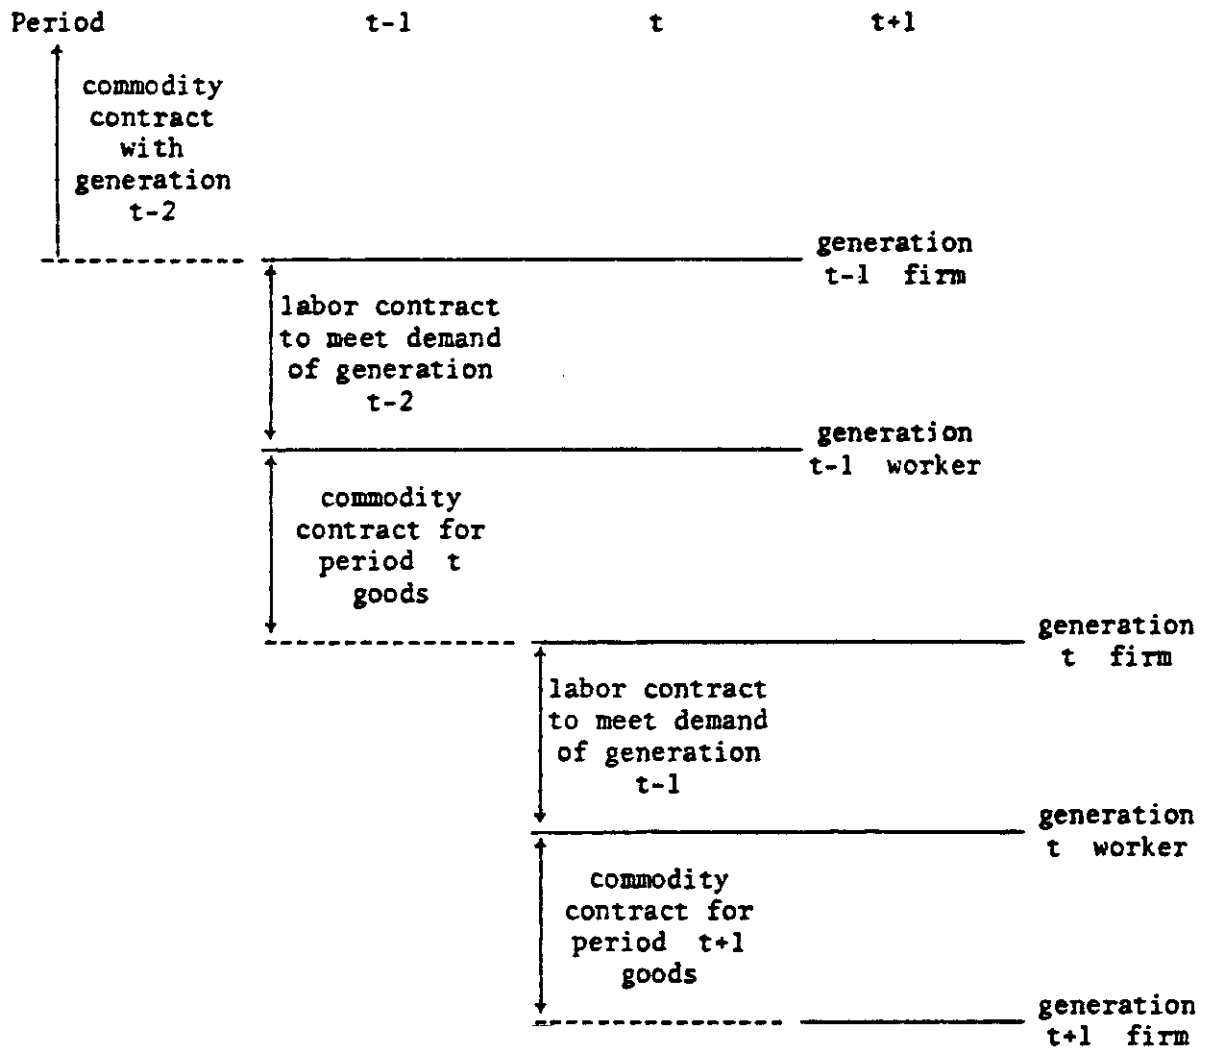 Period t-1 t t+1
commodity
contract
with
generation
t-2
generation
t-1 firm
labor contract
to meet demand
of generation
t-2
generation
t-1 worker
commodity
contract for
period t
goods
generation
t firm
labor contract
to meet demand
of generation
t-1
generation
t worker
commodity
contract for
period t+1
goods
generation
t+1 firm